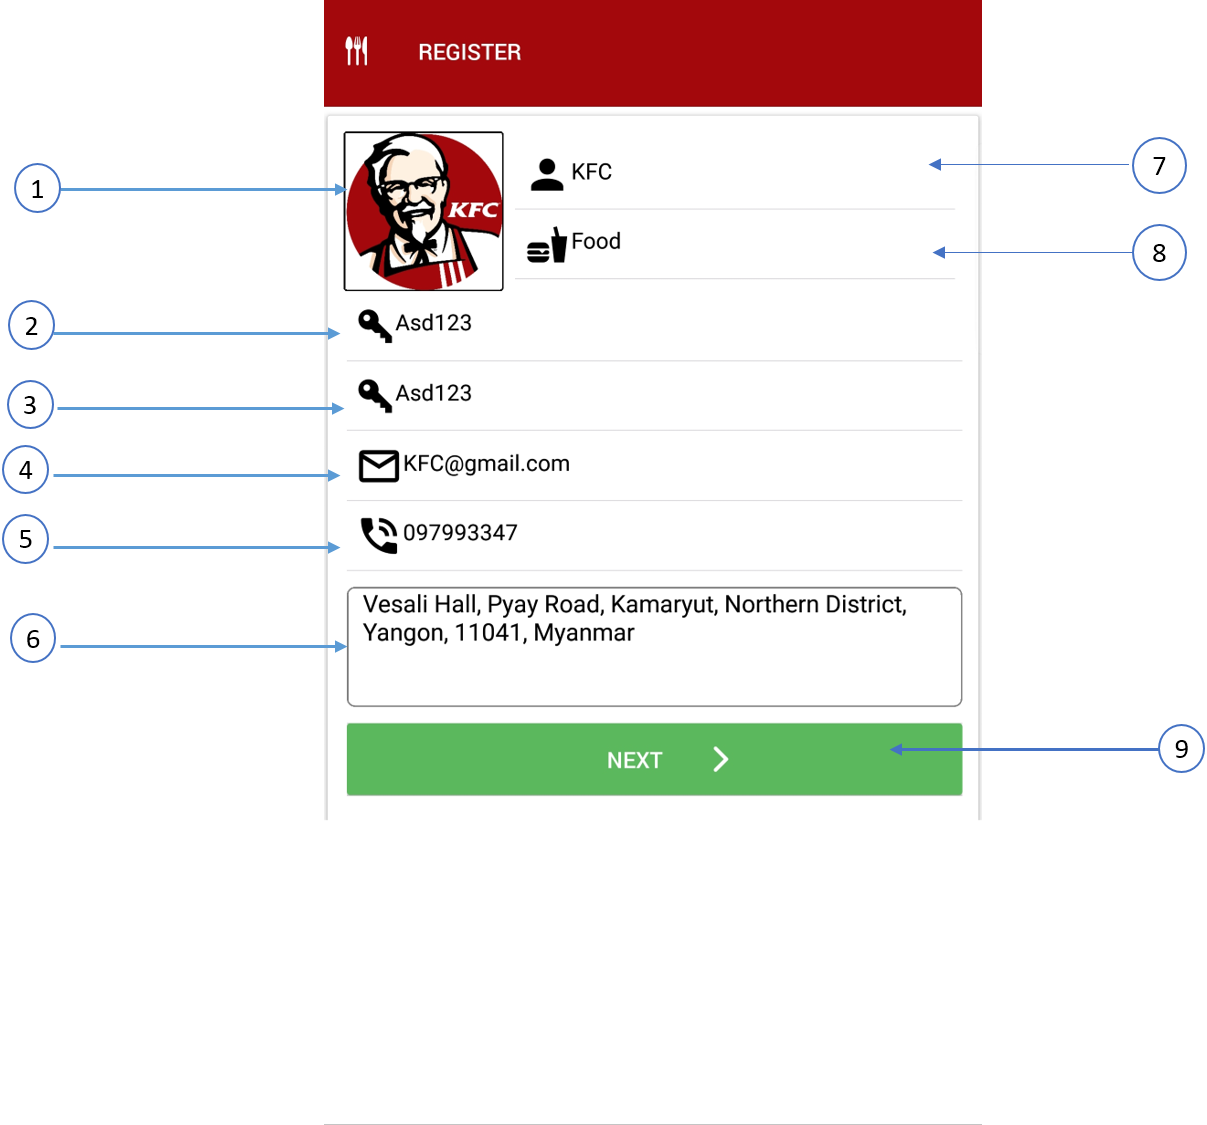 REGISTER
1
KFC
KFC
7
Food
8
2
Asd123
3
Asd123
4
KFC@gmail.com
5
097993347
6
Vesali Hall, Pyay Road, Kamaryut, Northern District,
Yangon, 11041, Myanmar
NEXT
9